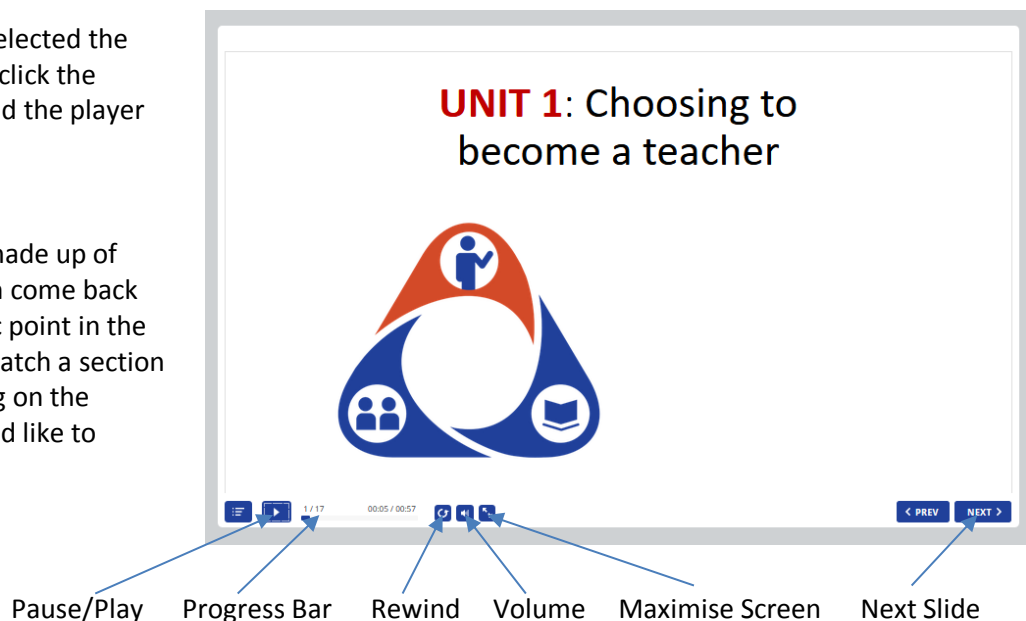 elected the
click the
d the player
made up of
come back
point in the
atch a section
g on the
d like to
UNIT 1: Choosing to
become a teacher
1 / 17 00:05 / 00:57
< PREV NEXT >
Pause/Play Progress Bar Rewind Volume Maximise Screen Next Slide